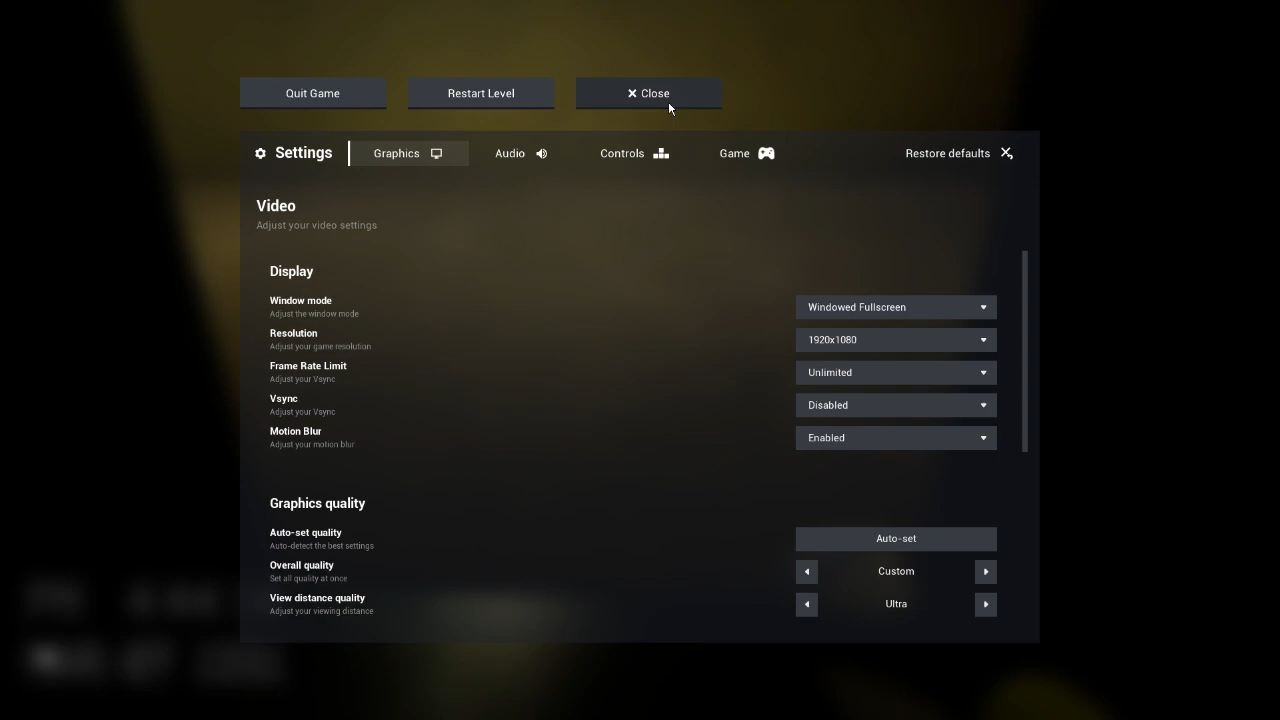 Quit Game
Restart Level
Close
Settings
Graphics
Audio
Controls
Game
Restore defaults
Video
Adjust your video settings
Display
Window mode
Windowed Fullscreen
Adjust the window mode
Resolution
1920x1080
Adjust your game resolution
Frame Rate Limit
Unlimited
Adjust your Vsync
Vsync
Disabled
Adjust your Vsync
Motion Blur
Enabled
Adjust your motion blur
Graphics quality
Auto-set quality
Auto-set
Auto-detect the best settings
Overall quality
Custom
Set all quality at once
View distance quality
Ultra
Adjust your viewing distance